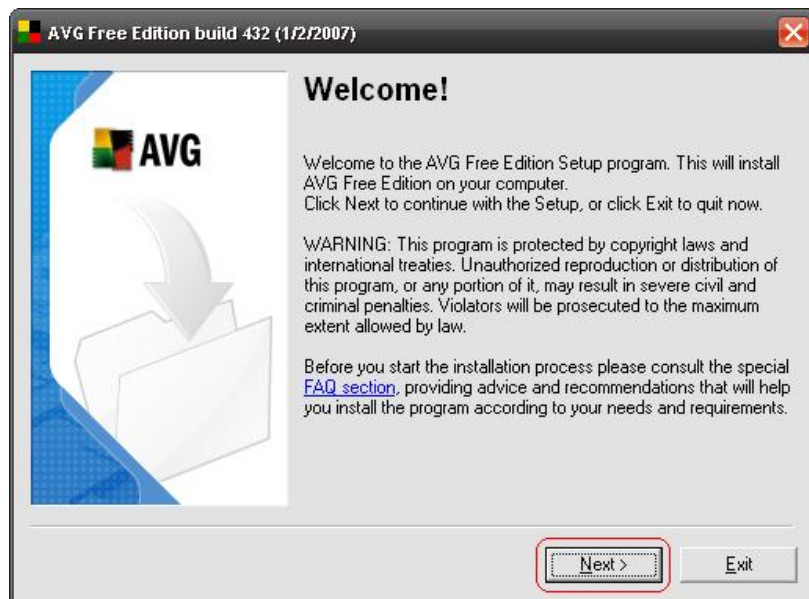 AVG Free Edition build 432 (1/2/2007)
AVG
Welcome!
Welcome to the AVG Free Edition Setup program. This will install
AVG Free Edition on your computer.
Click Next to continue with the Setup, or click Exit to quit now.
WARNING: This program is protected by copyright laws and
international treaties. Unauthorized reproduction or distribution of
this program, or any portion of it, may result in severe civil and
criminal penalties. Violators will be prosecuted to the maximum
extent allowed by law.
Before you start the installation process please consult the special
FAQ section, providing advice and recommendations that will help
you install the program according to your needs and requirements.
Next >
Exit